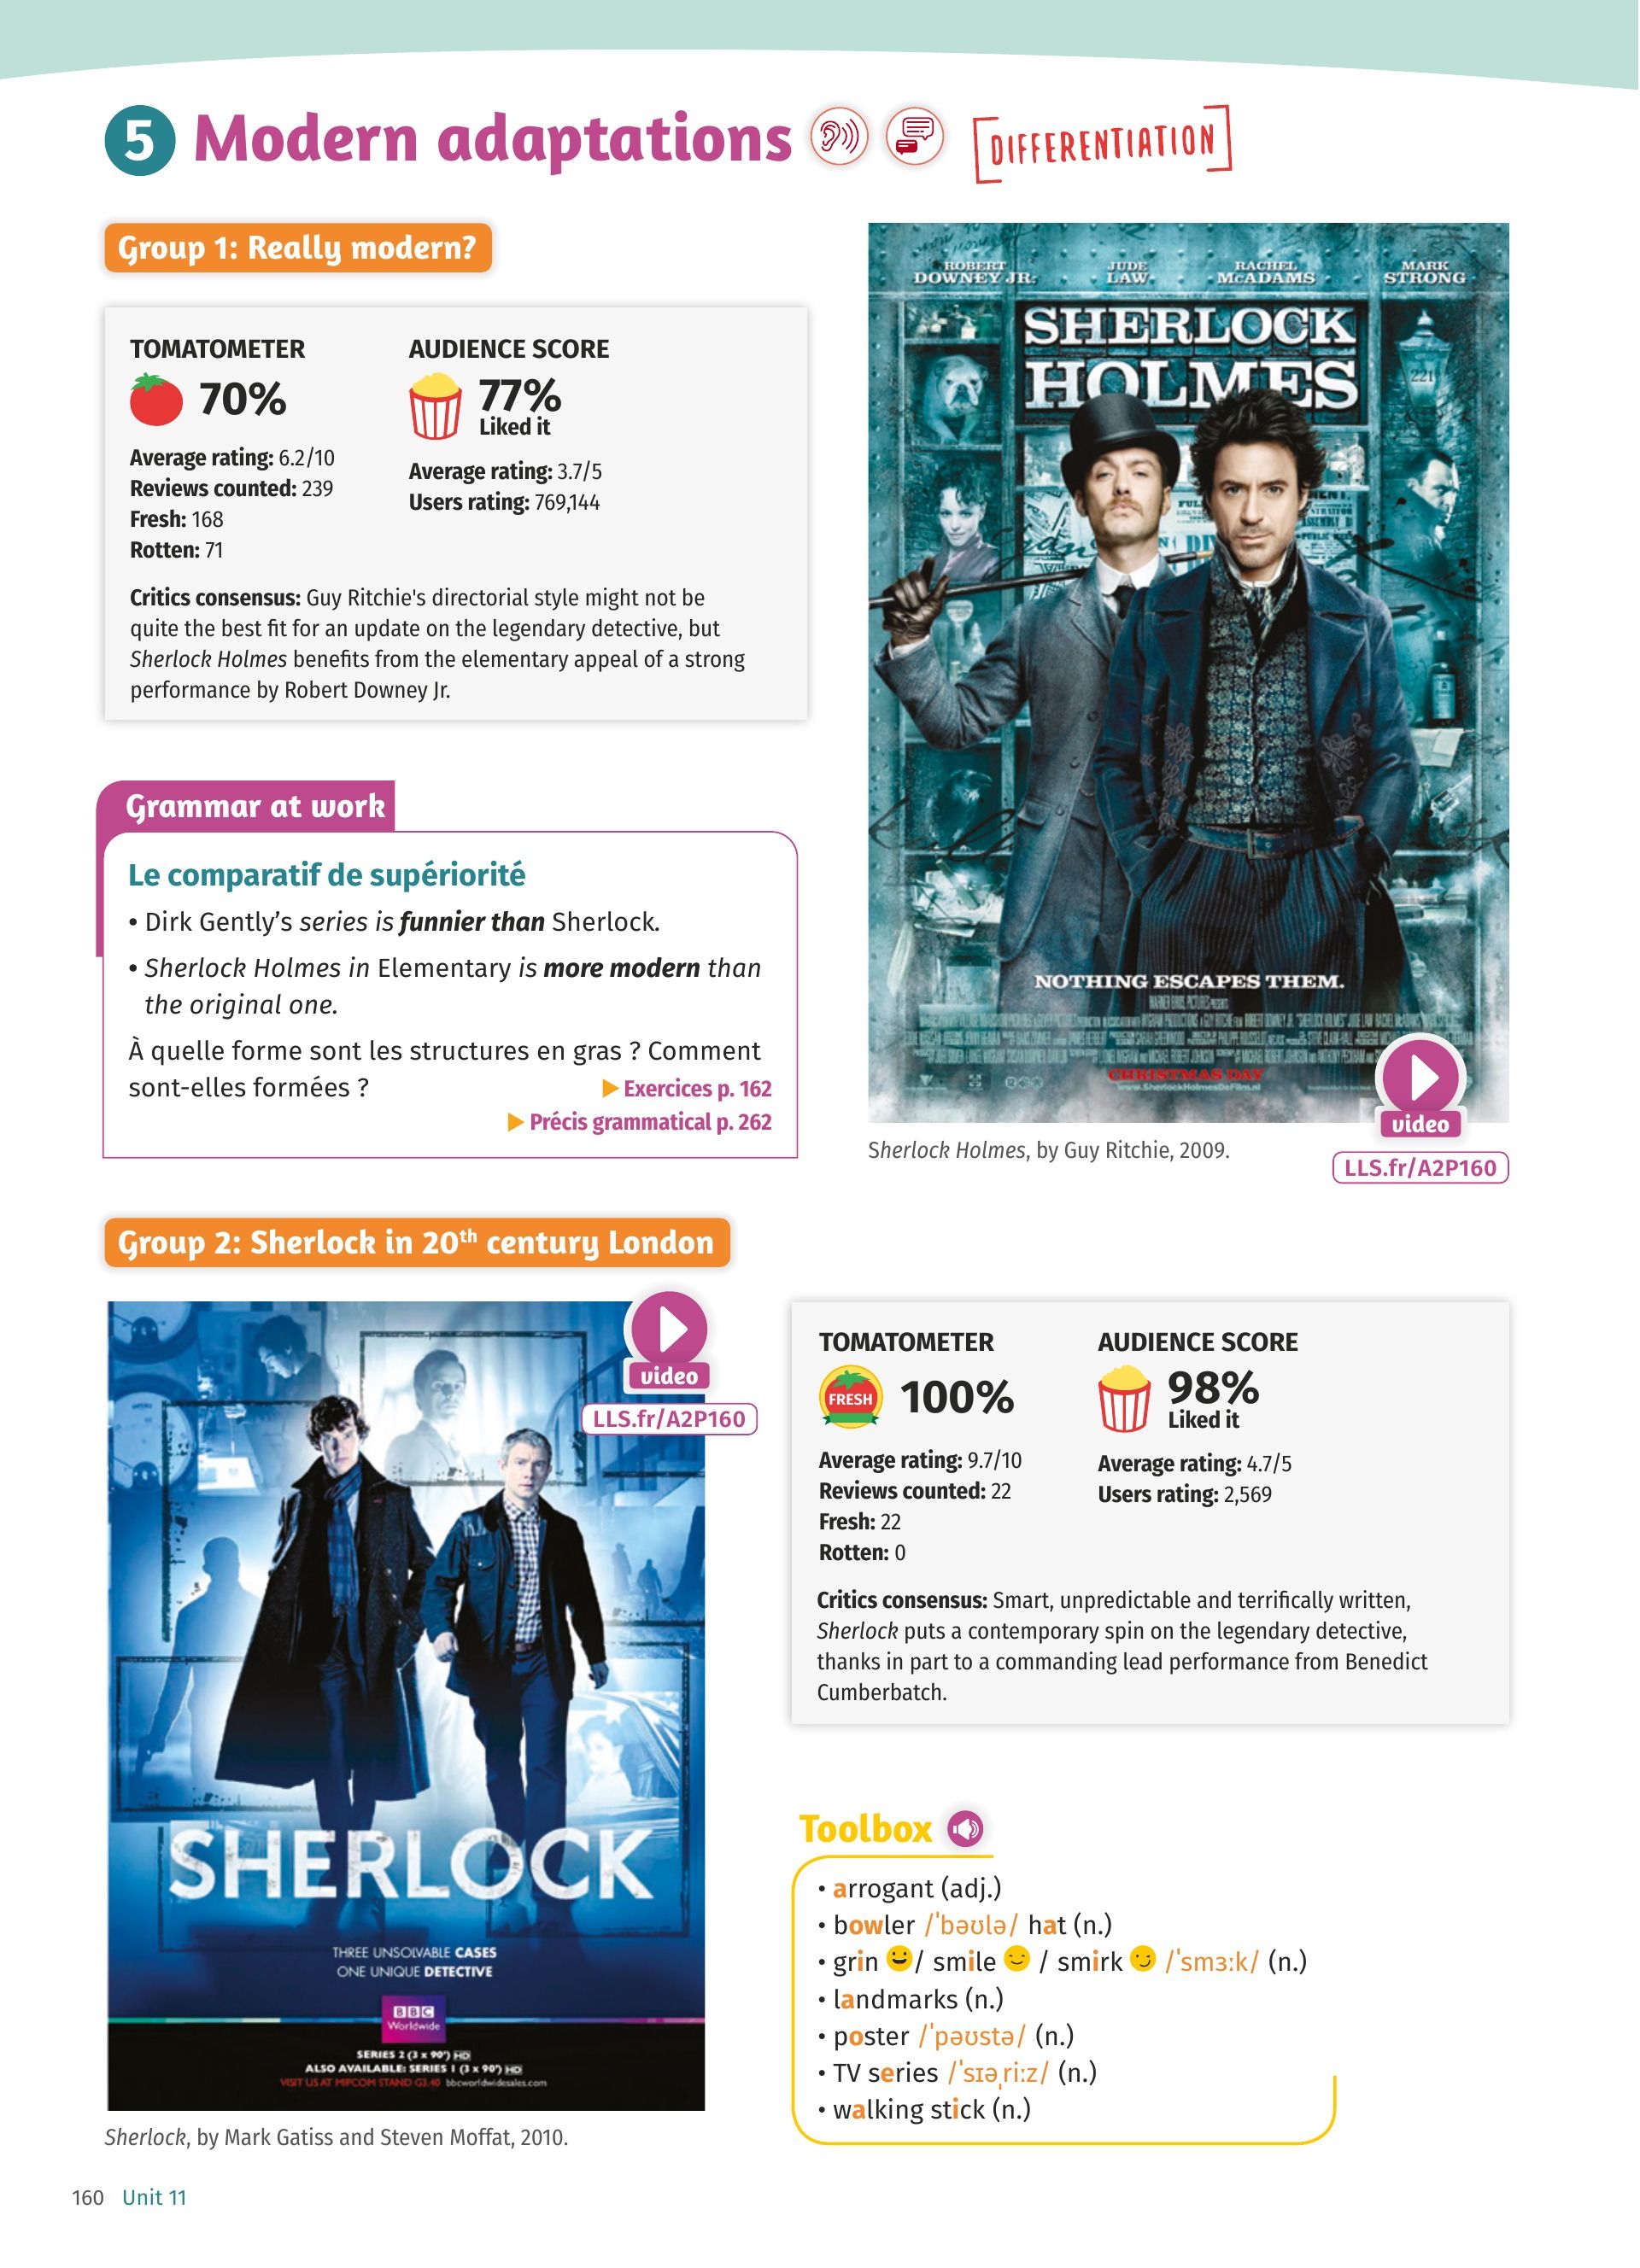 5 Modern adaptations
DIFFERENTIATION
Group 1: Really modern?
TOMATOMETER
70%
Average rating: 6.2/10
Reviews counted: 239
Fresh: 168
Rotten: 71
AUDIENCE SCORE
77%
Liked it
Average rating: 3.7/5
Users rating: 769,144
Critics consensus: Guy Ritchie's directorial style might not be
quite the best fit for an update on the legendary detective, but
Sherlock Holmes benefits from the elementary appeal of a strong
performance by Robert Downey Jr.
ROBERT DOWNEY JR.
JUDE LAW
RACHEL McADAMS
MARK STRONG
SHERLOCK
HOLMES
221
NOTHING ESCAPES THEM.
CHRISTMAS DAY
www.SherlockHolmesDeFilm.nl
video
Sherlock Holmes, by Guy Ritchie, 2009.
LLS.fr/A2P160
Grammar at work
Le comparatif de supériorité
• Dirk Gently's series is funnier than Sherlock.
• Sherlock Holmes in Elementary is more modern than
the original one.
À quelle forme sont les structures en gras ? Comment
sont-elles formées ?
Exercices p. 162
Précis grammatical p. 262
Group 2: Sherlock in 20th century London
video
LLS.fr/A2P160
SHERLOCK
THREE UNSOLVABLE CASES
ONE UNIQUE DETECTIVE
BBC
Worldwide
SERIES 2 (3 x 90') HD
ALSO AVAILABLE: SERIES 1 (3 x 90') HD
VISIT US AT MIPCOM STAND G3.40 bbcworldwidesales.com
Sherlock, by Mark Gatiss and Steven Moffat, 2010.
TOMATOMETER
FRESH
100%
Average rating: 9.7/10
Reviews counted: 22
Fresh: 22
Rotten: 0
AUDIENCE SCORE
98%
Liked it
Average rating: 4.7/5
Users rating: 2,569
Critics consensus: Smart, unpredictable and terrifically written,
Sherlock puts a contemporary spin on the legendary detective,
thanks in part to a commanding lead performance from Benedict
Cumberbatch.
Toolbox
• arrogant (adj.)
• bowler /ˈbəʊlə/ hat (n.)
• grin / smile / smirk /ˈsmɜːk/ (n.)
• landmarks (n.)
• poster /ˈpəʊstə/ (n.)
• TV series /ˈsɪəˌriːz/ (n.)
• walking stick (n.)
160 Unit 11